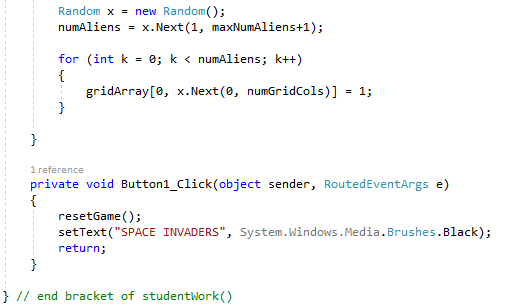 Random x = new Random();
numAliens = x.Next(1, maxNumAliens+1);
for (int k = 0; k < numAliens; k++)
{
gridArray[0, x.Next(0, numGridCols)] = 1;
}
}
1 reference
private void Button1_Click(object sender, RoutedEventArgs e)
{
resetGame();
setText("SPACE INVADERS", System.Windows.Media.Brushes.Black);
return;
}
} // end bracket of studentWork()